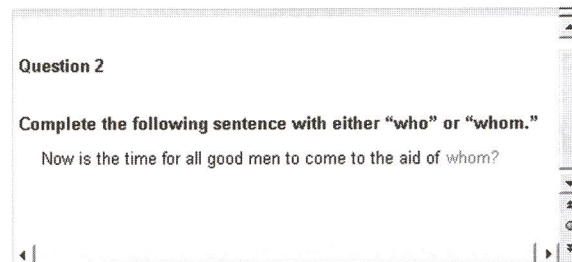 Question 2
Complete the following sentence with either “who” or “whom.”
Now is the time for all good men to come to the aid of whom?